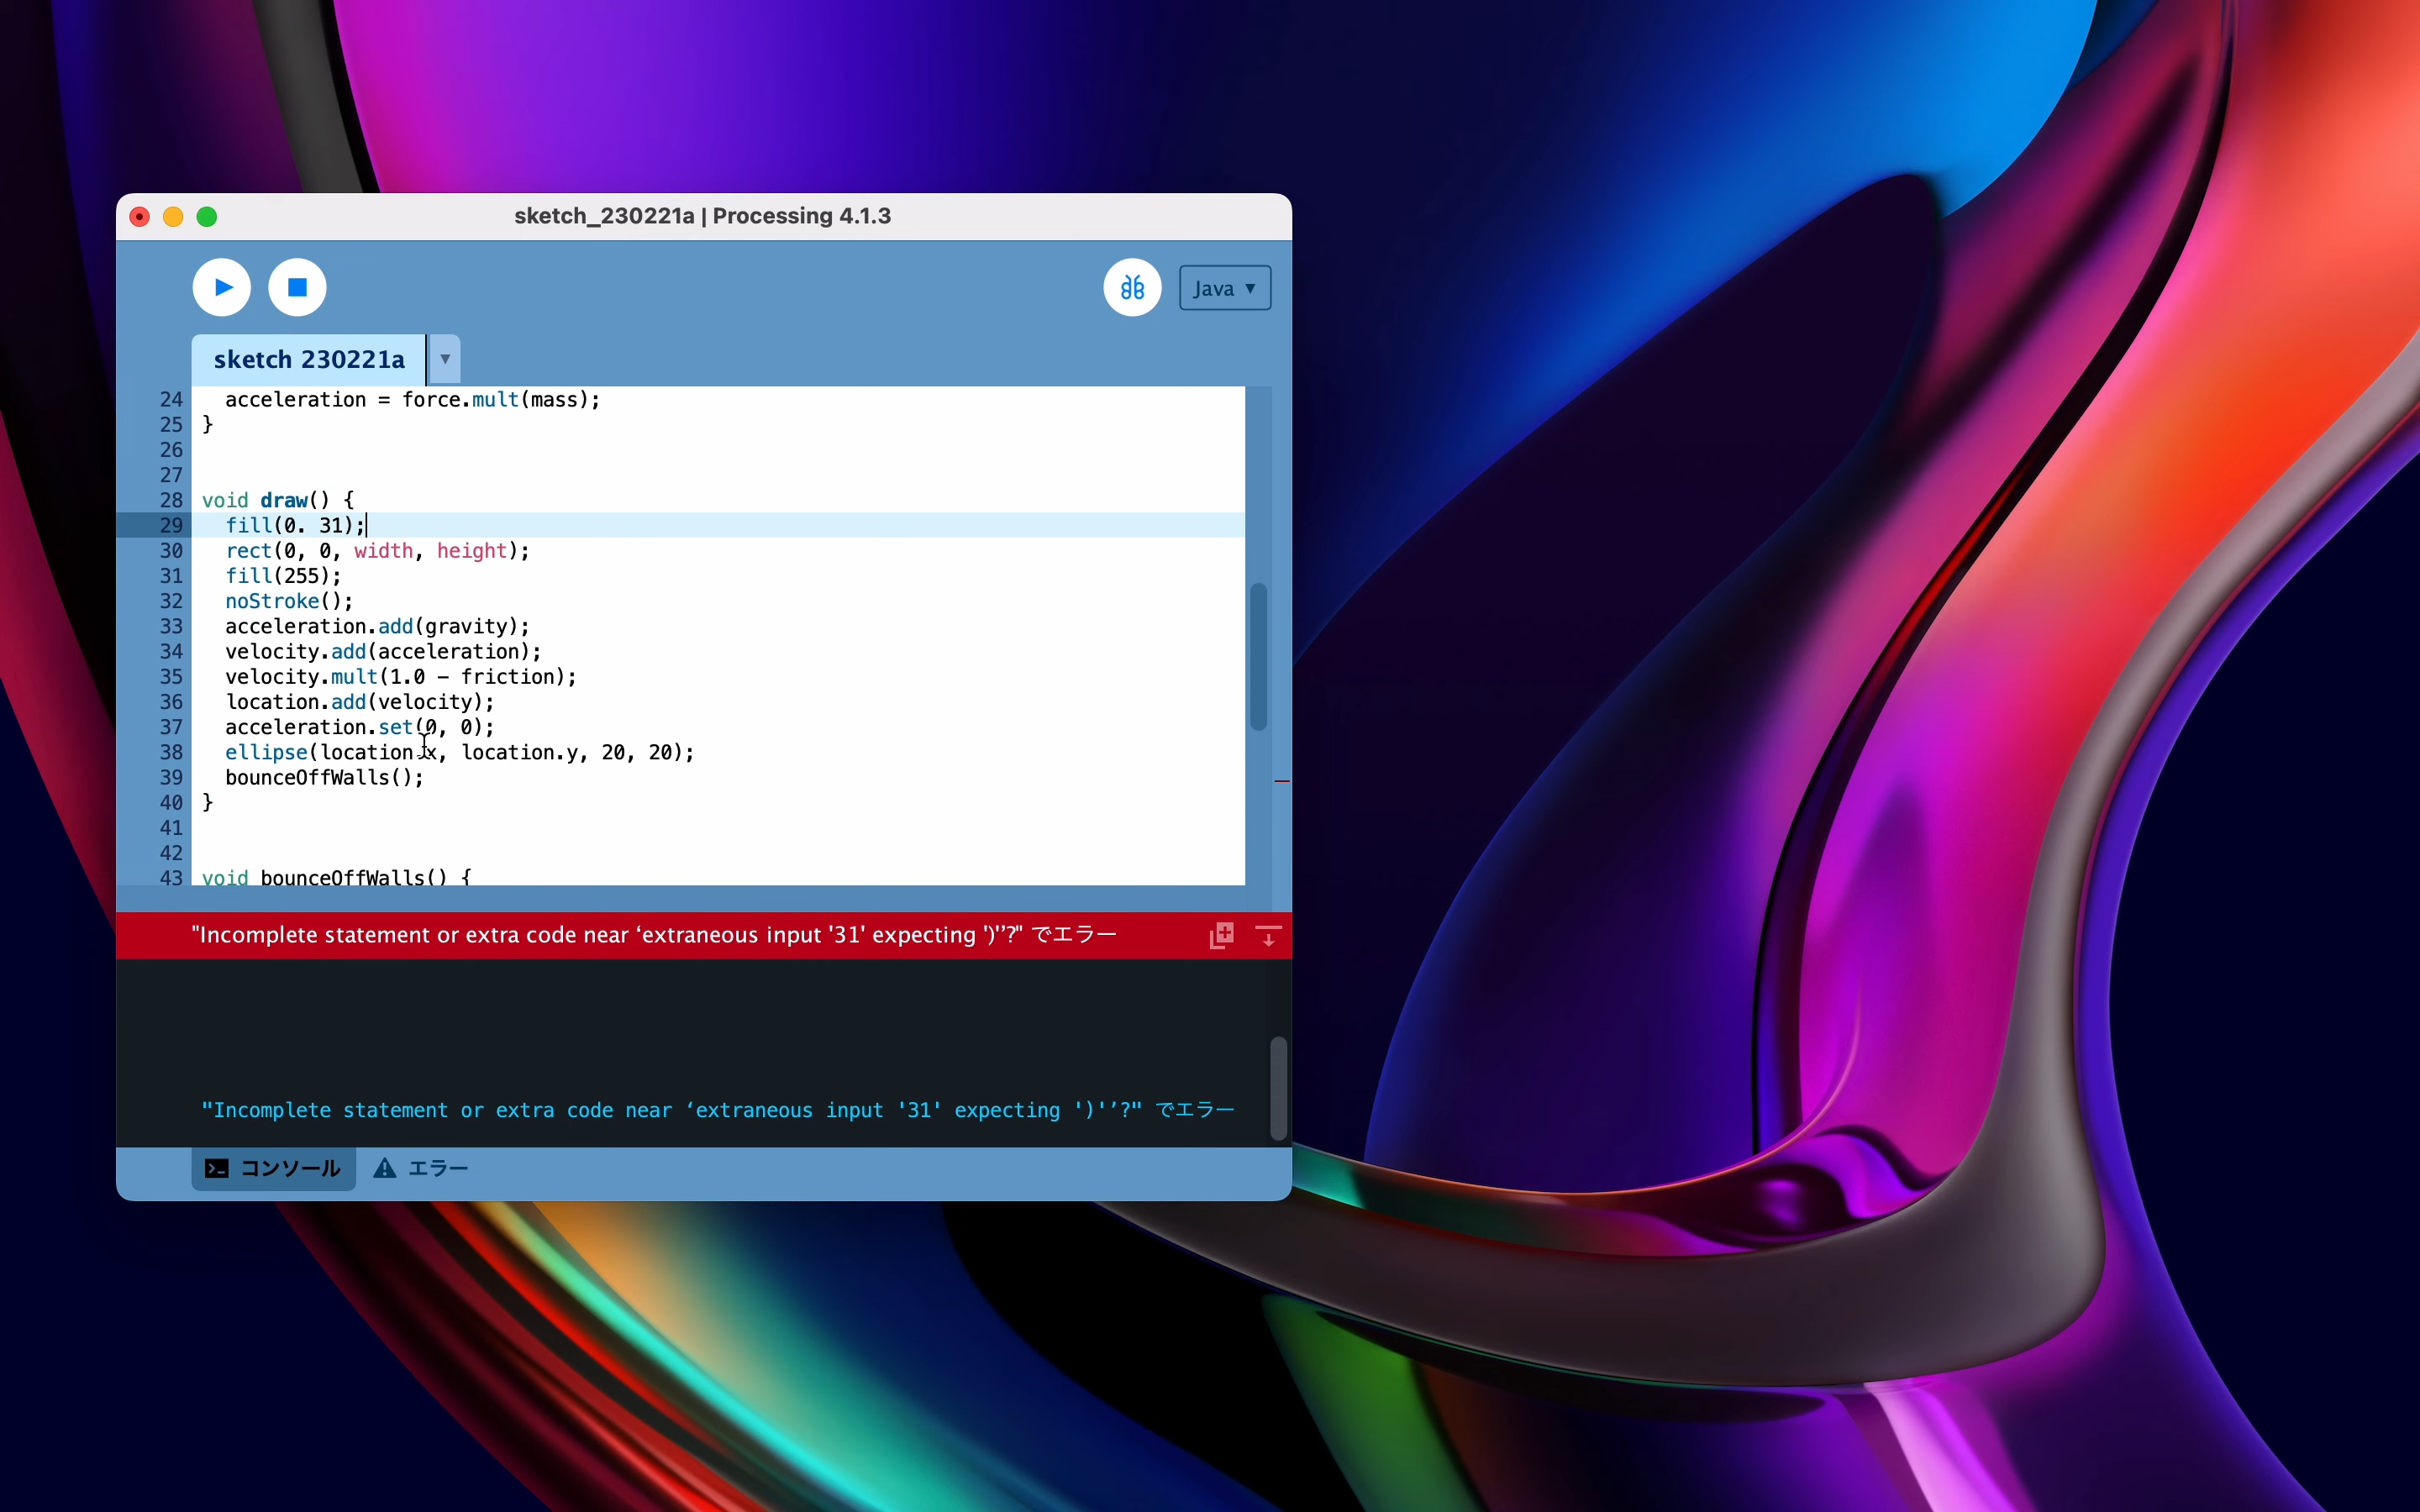 sketch_230221a | Processing 4.1.3
Java ▼
sketch 230221a ▼
24 acceleration = force.mult(mass);
25 }
26
27
28 void draw() {
29 fill(0. 31);
30 rect(0, 0, width, height);
31 fill(255);
32 noStroke();
33 acceleration.add(gravity);
34 velocity.add(acceleration);
35 velocity.mult(1.0 – friction);
36 location.add(velocity);
37 acceleration.set(0, 0);
38 ellipse(location.x, location.y, 20, 20);
39 bounceOffWalls();
40 }
41
42
43 void bounceOffWalls() {
"Incomplete statement or extra code near ‘extraneous input '31' expecting ')'’?" でエラー
"Incomplete statement or extra code near ‘extraneous input '31' expecting ')'’?" でエラー
コンソール エラー